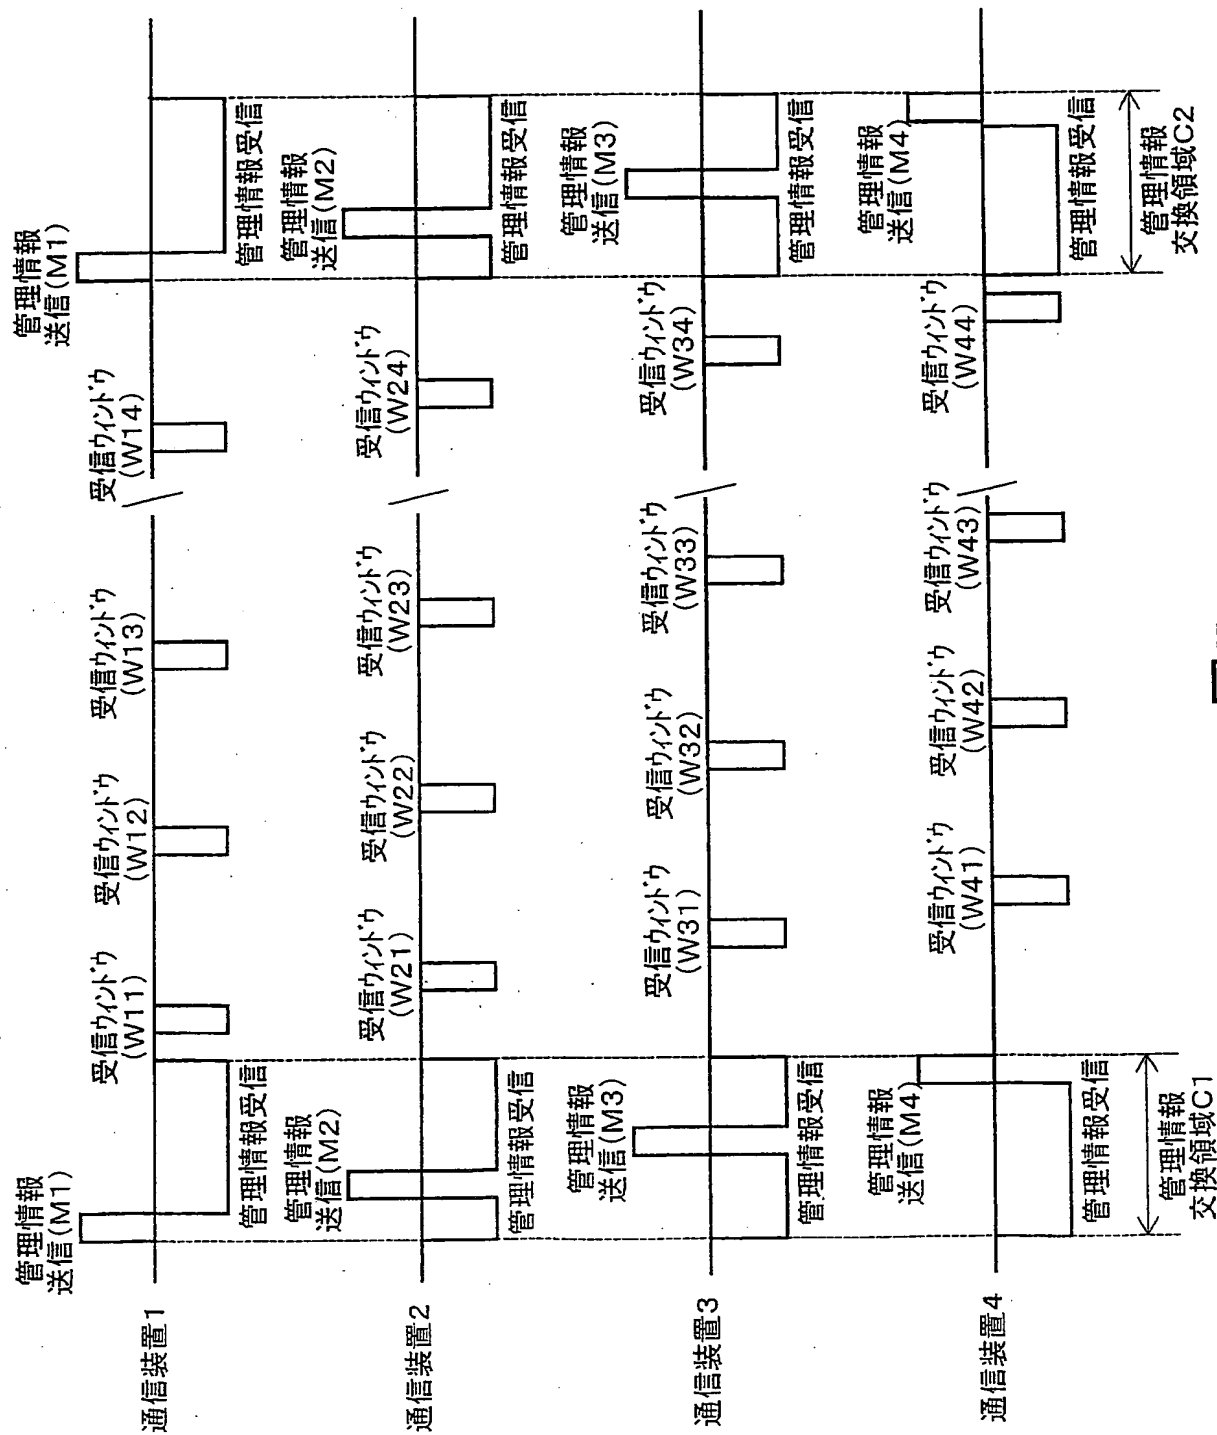 通信装置1
管理情報
送信(M1)
管理情報受信
受信ウィンドウ
(W11)
受信ウィンドウ
(W12)
受信ウィンドウ
(W13)
受信ウィンドウ
(W14)
管理情報
送信(M1)
管理情報受信
通信装置2
管理情報
送信(M2)
管理情報受信
受信ウィンドウ
(W21)
受信ウィンドウ
(W22)
受信ウィンドウ
(W23)
受信ウィンドウ
(W24)
管理情報
送信(M2)
管理情報受信
通信装置3
管理情報
送信(M3)
管理情報受信
受信ウィンドウ
(W31)
受信ウィンドウ
(W32)
受信ウィンドウ
(W33)
受信ウィンドウ
(W34)
管理情報
送信(M3)
管理情報受信
通信装置4
管理情報
送信(M4)
管理情報受信
受信ウィンドウ
(W41)
受信ウィンドウ
(W42)
受信ウィンドウ
(W43)
受信ウィンドウ
(W44)
管理情報
送信(M4)
管理情報受信
管理情報
交換領域C1
管理情報
交換領域C2